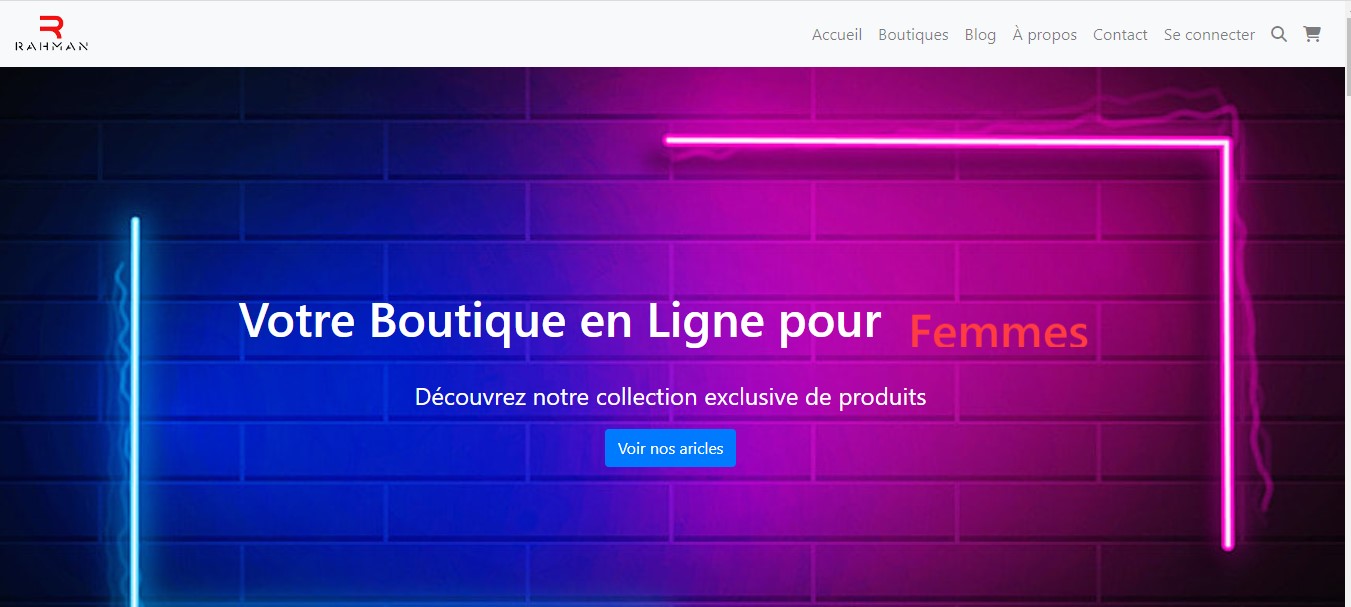 RAHMAN
Accueil Boutiques Blog À propos Contact Se connecter
Votre Boutique en Ligne pour Femmes
Découvrez notre collection exclusive de produits
Voir nos aricles